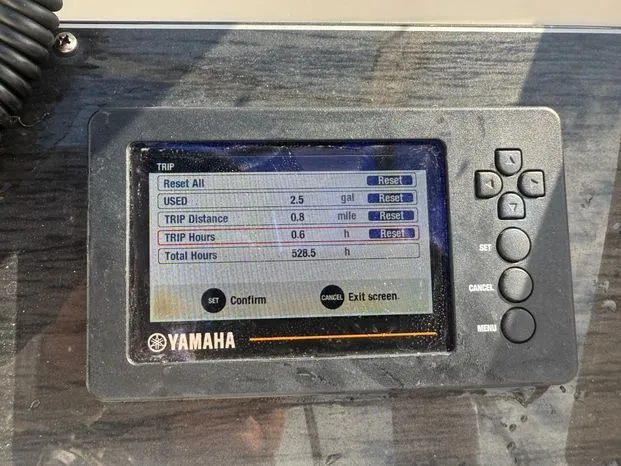 TRIP
Reset All Reset
USED 2.5 gal Reset
TRIP Distance 0.8 mile Reset
TRIP Hours 0.6 h Reset
Total Hours 528.5 h
SET Confirm CANCEL Exit screen.
YAMAHA
SET
CANCEL
MENU